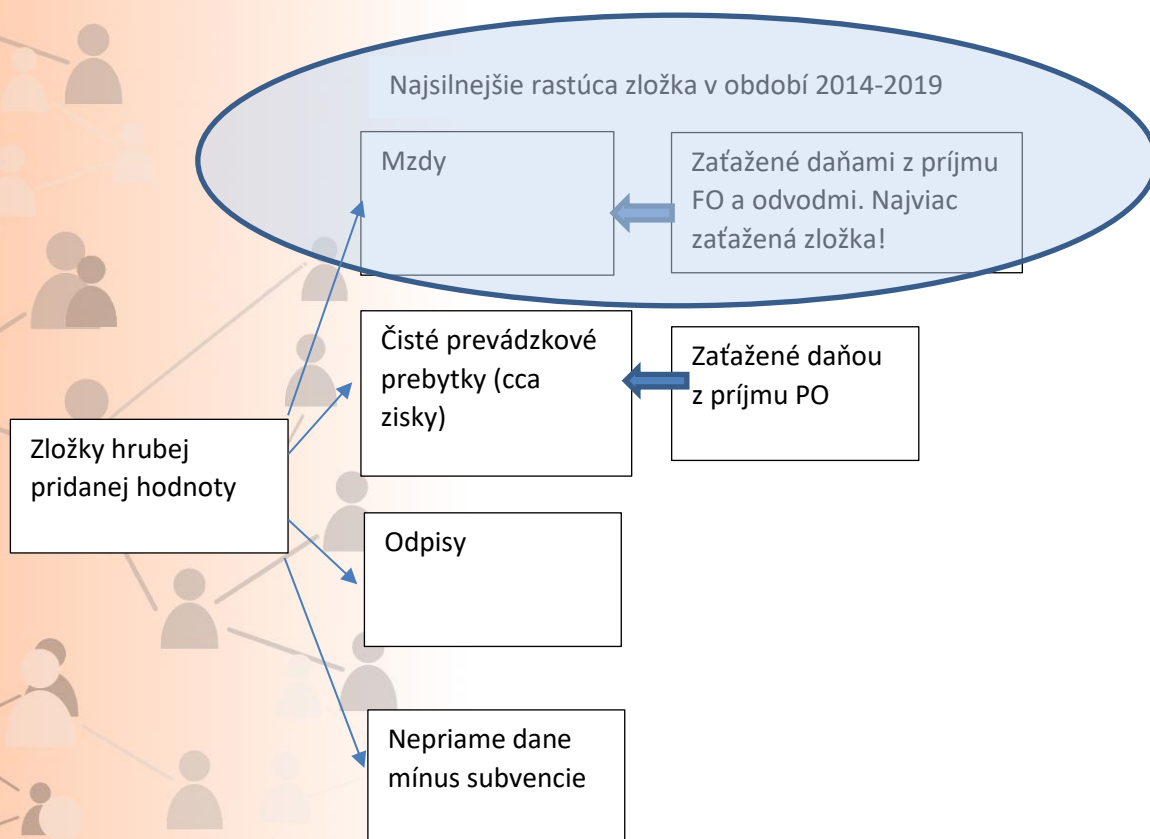 Najsilnejšie rastúca zložka v období 2014-2019
Mzdy
Zaťažené daňami z príjmu
FO a odvodmi. Najviac
zaťažená zložka!
Čisté prevádzkové
prebytky (cca
zisky)
Zaťažené daňou
z príjmu PO
Zložky hrubej
pridanej hodnoty
Odpisy
Nepriame dane
mínus subvencie